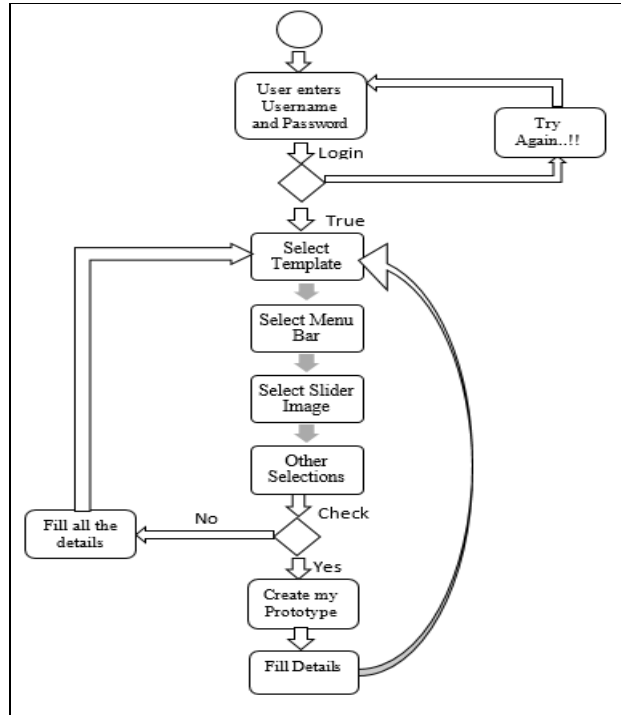 User enters
Username
and Password
Try
Again..!!
Login
True
Select
Template
Select Menu
Bar
Select Slider
Image
Other
Selections
Check
No
Fill all the
details
Yes
Create my
Prototype
Fill Details